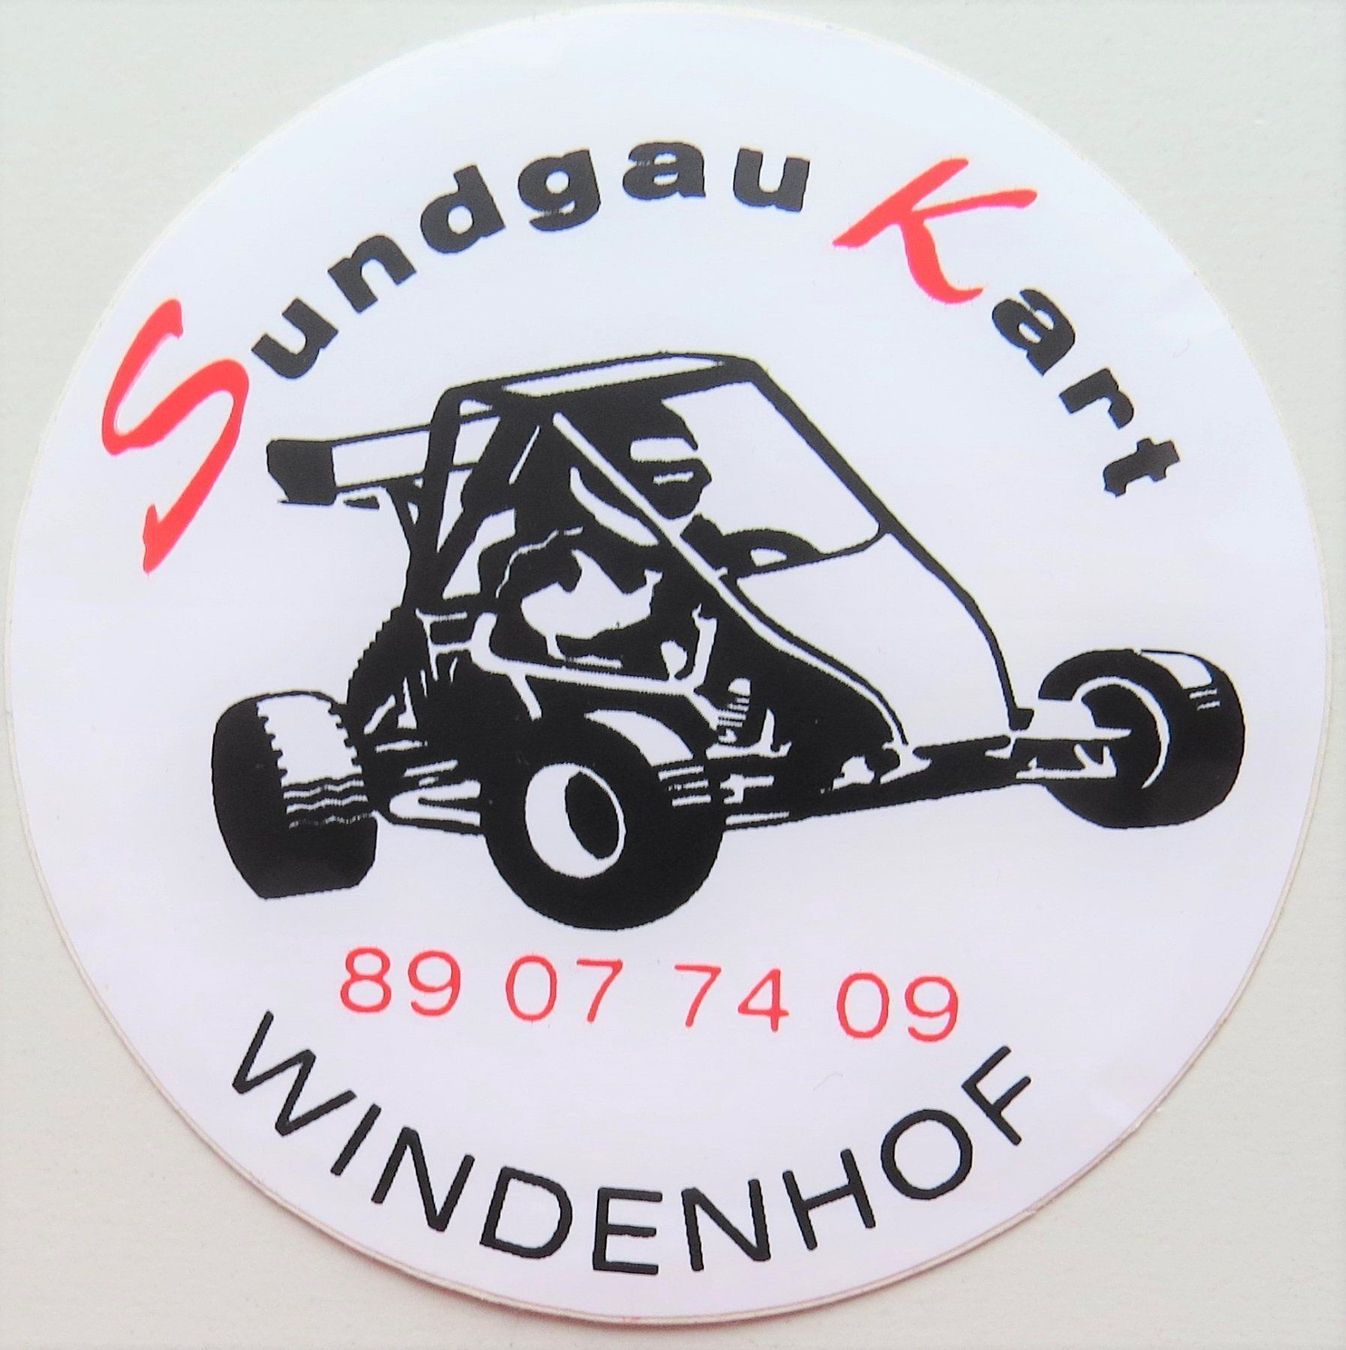 Sundgau Kart
89 07 74 09
WINDENHOF